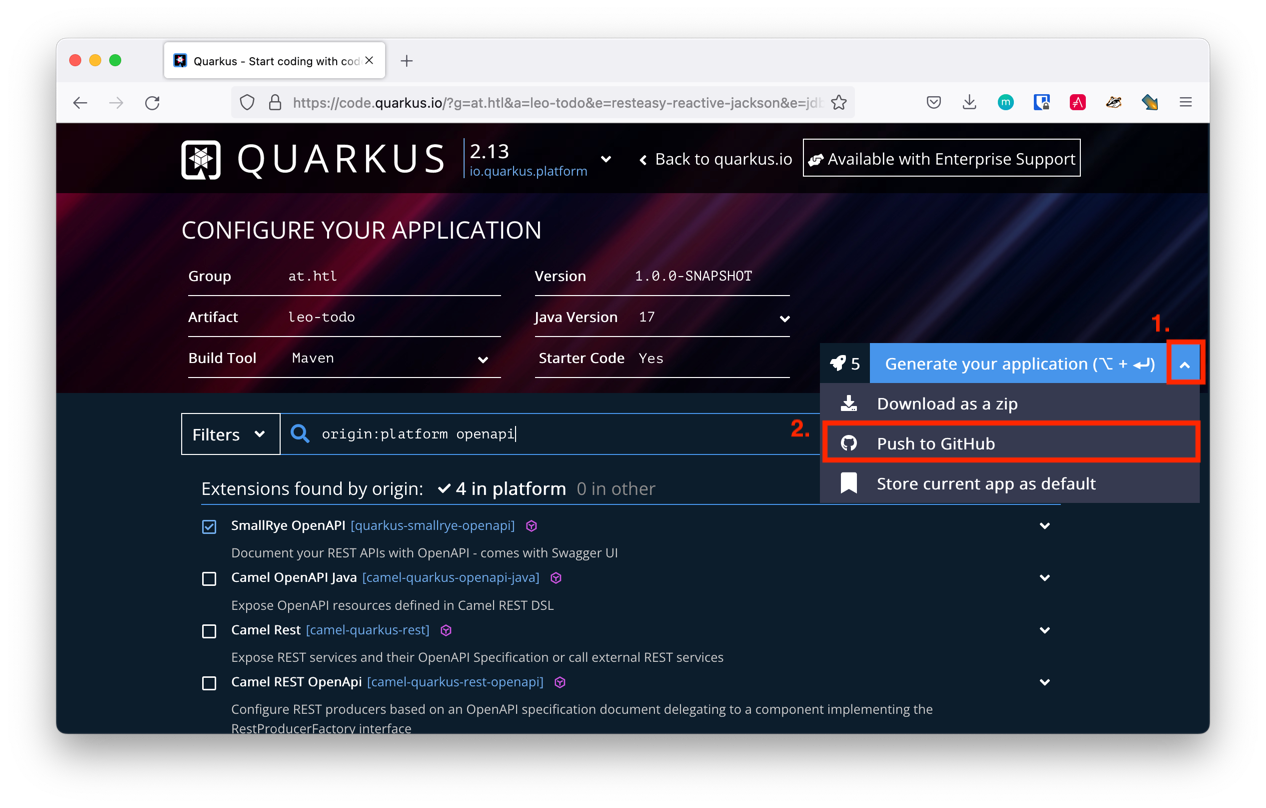 Quarkus - Start coding with cod
https://code.quarkus.io/?g=at.htl&a=leo-todo&e=resteasy-reactive-jackson&e=jdb
QUARKUS
2.13
io.quarkus.platform
Back to quarkus.io
Available with Enterprise Support
CONFIGURE YOUR APPLICATION
Group at.htl
Version 1.0.0-SNAPSHOT
Artifact leo-todo
Java Version 17
Build Tool Maven
Starter Code Yes
1.
5
Generate your application (⌥ + ↵)
Download as a zip
2.
Push to GitHub
Store current app as default
Filters
origin:platform openapi
Extensions found by origin: 4 in platform 0 in other
SmallRye OpenAPI [quarkus-smallrye-openapi]
Document your REST APIs with OpenAPI - comes with Swagger UI
Camel OpenAPI Java [camel-quarkus-openapi-java]
Expose OpenAPI resources defined in Camel REST DSL
Camel Rest [camel-quarkus-rest]
Expose REST services and their OpenAPI Specification or call external REST services
Camel REST OpenApi [camel-quarkus-rest-openapi]
Configure REST producers based on an OpenAPI specification document delegating to a component implementing the
RestProducerFactory interface